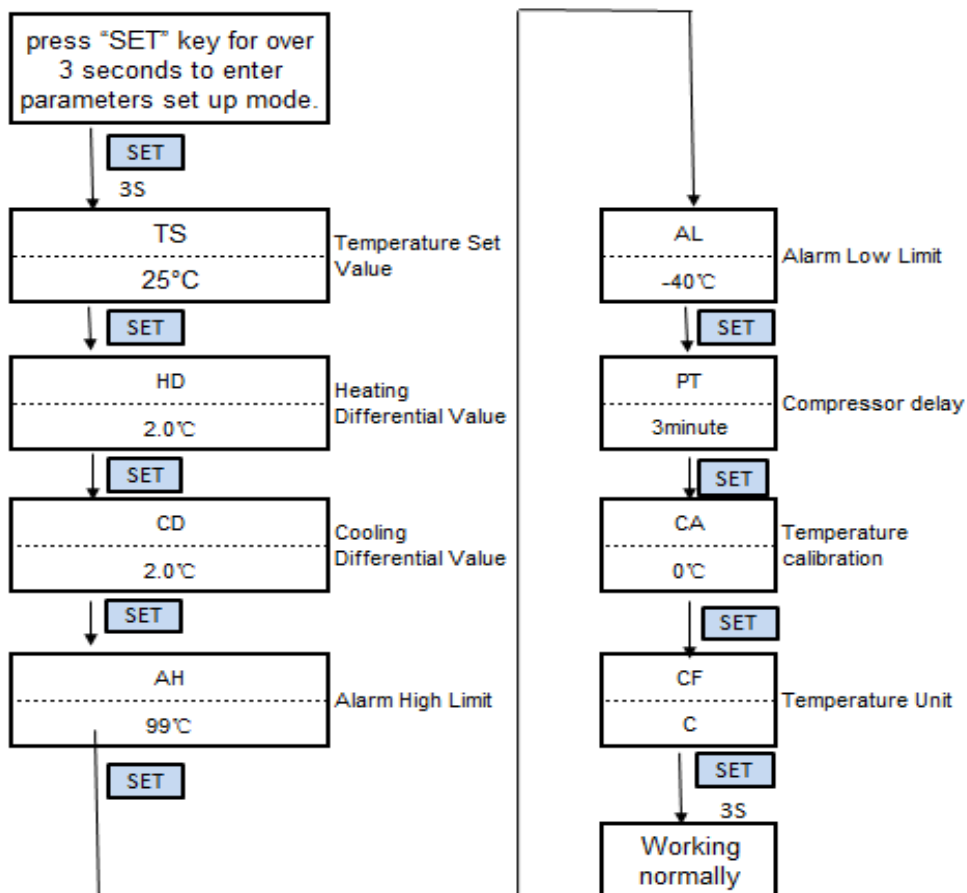 press “SET” key for over
3 seconds to enter
parameters set up mode.
SET
3S
TS
25°C
Temperature Set
Value
SET
HD
2.0℃
Heating
Differential Value
SET
CD
2.0℃
Cooling
Differential Value
SET
AH
99℃
Alarm High Limit
SET
AL
-40℃
Alarm Low Limit
SET
PT
3minute
Compressor delay
SET
CA
0℃
Temperature
calibration
SET
CF
C
Temperature Unit
SET
3S
Working
normally